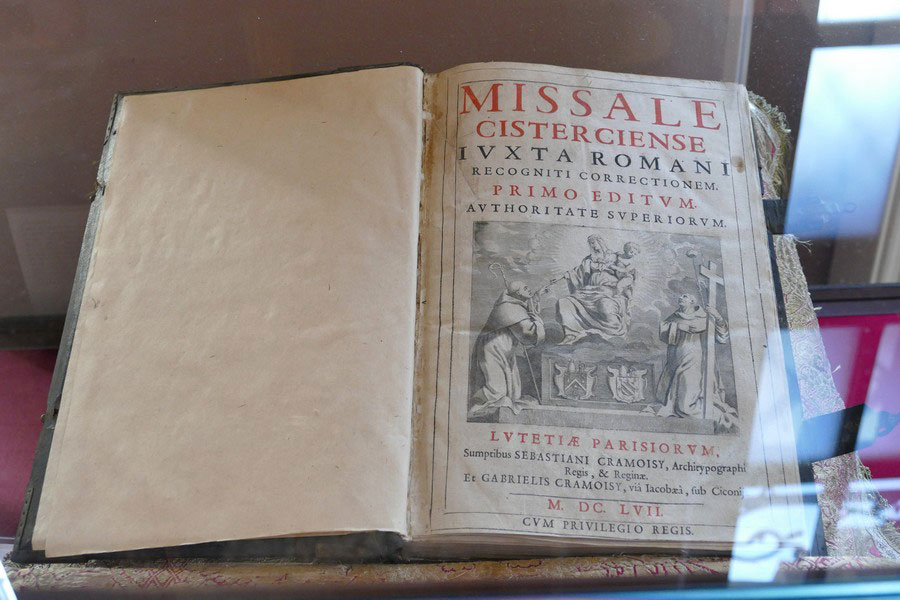 MISSALE
CISTERCIENSE
IVXTA ROMANI
RECOGNITI CORRECTIONEM.
PRIMO EDITVM.
AVTHORITATE SVPERIORVM.
LVTETIÆ PARISIORVM,
Sumptibus SEBASTIANI CRAMOISY, Architypographi
Regis, & Reginæ.
Et GABRIELIS CRAMOISY, viâ Iacobæâ, sub Ciconi
M. DC. LVII.
CVM PRIVILEGIO REGIS.